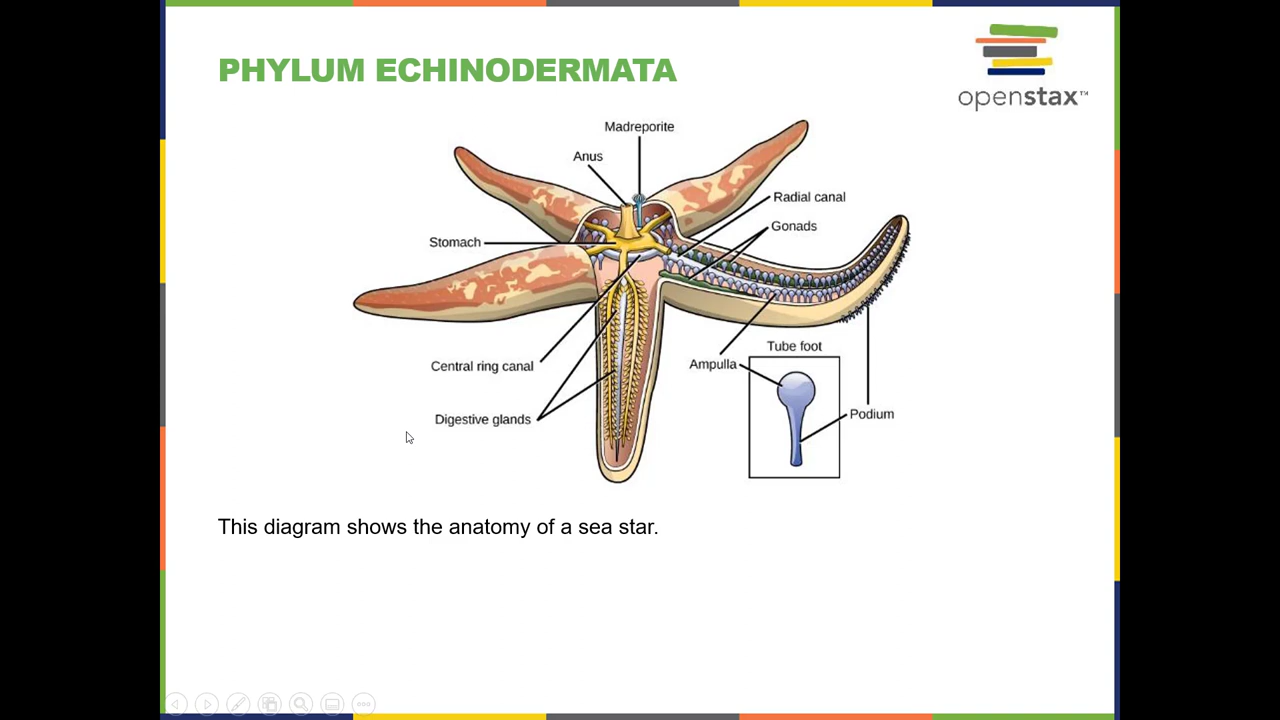 PHYLUM ECHINODERMATA
openstax™
Madreporite
Anus
Radial canal
Gonads
Stomach
Tube foot
Central ring canal
Ampulla
Digestive glands
Podium
This diagram shows the anatomy of a sea star.